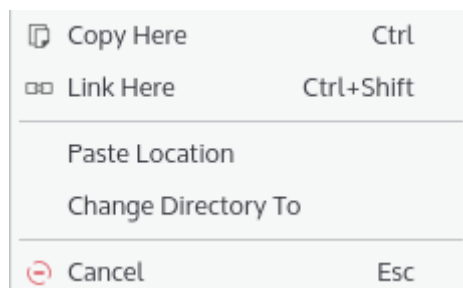 Copy Here Ctrl
Link Here Ctrl+Shift
Paste Location
Change Directory To
Cancel Esc